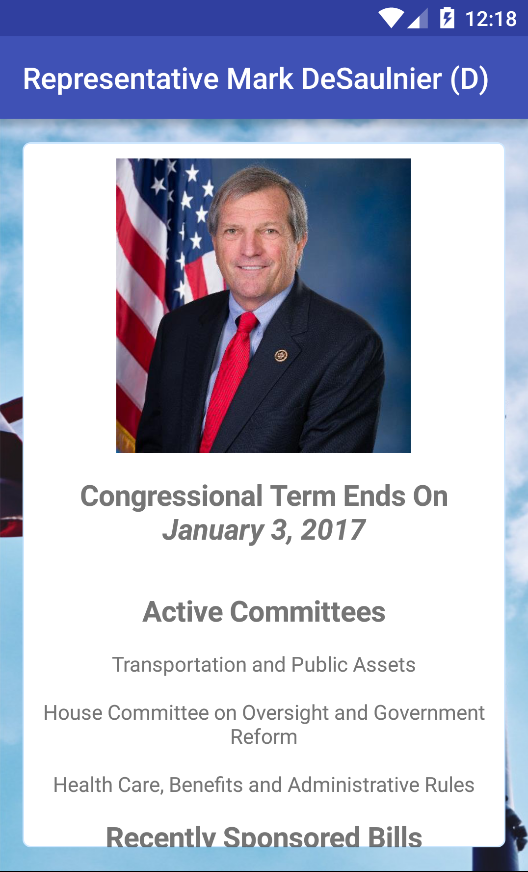 12:18
Representative Mark DeSaulnier (D)
Congressional Term Ends On
January 3, 2017
Active Committees
Transportation and Public Assets
House Committee on Oversight and Government
Reform
Health Care, Benefits and Administrative Rules
Recently Sponsored Bills